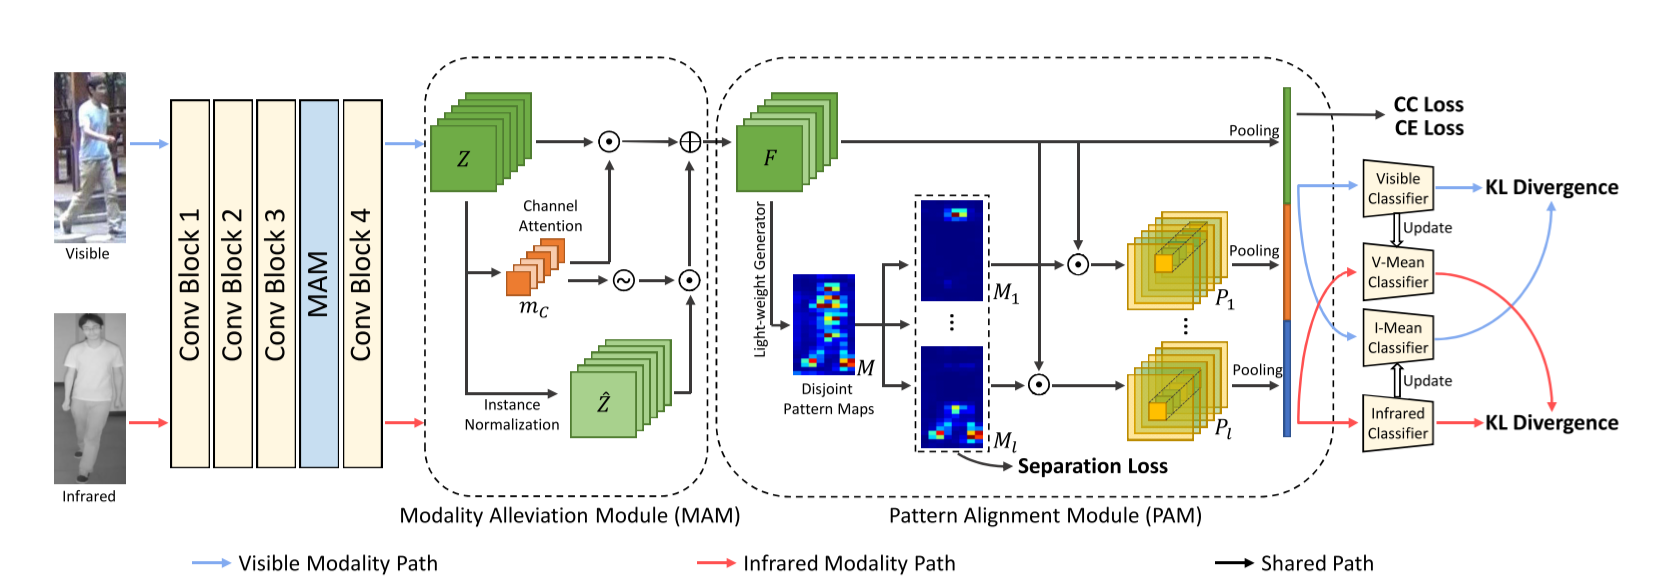 Visible
Infrared
Conv Block 1
Conv Block 2
Conv Block 3
MAM
Conv Block 4
Z
Channel
Attention
m_C
Instance
Normalization
Ẑ
Modality Alleviation Module (MAM)
F
Light-weight Generator
M
Disjoint
Pattern Maps
M_1
...
M_l
Separation Loss
P_1
...
P_l
Pooling
Pooling
Pooling
Pattern Alignment Module (PAM)
CC Loss
CE Loss
Visible
Classifier
KL Divergence
Update
V-Mean
Classifier
I-Mean
Classifier
Update
Infrared
Classifier
KL Divergence
Visible Modality Path
Infrared Modality Path
Shared Path